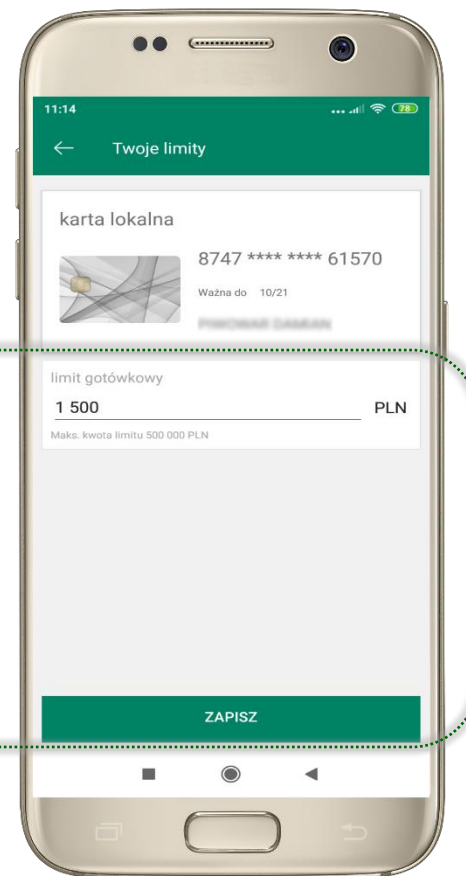 11:14
78
Twoje limity
karta lokalna
8747 **** **** 61570
Ważna do 10/21
limit gotówkowy
1 500 PLN
Maks. kwota limitu 500 000 PLN
ZAPISZ